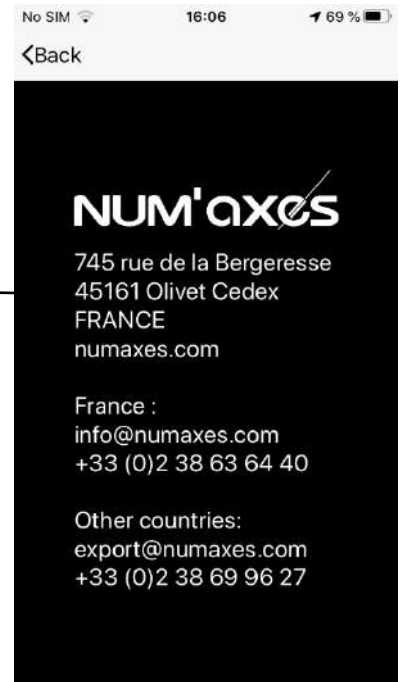 No SIM 16:06 69 %
Back
NUM'axes
745 rue de la Bergeresse
45161 Olivet Cedex
FRANCE
numaxes.com
France :
info@numaxes.com
+33 (0)2 38 63 64 40
Other countries:
export@numaxes.com
+33 (0)2 38 69 96 27